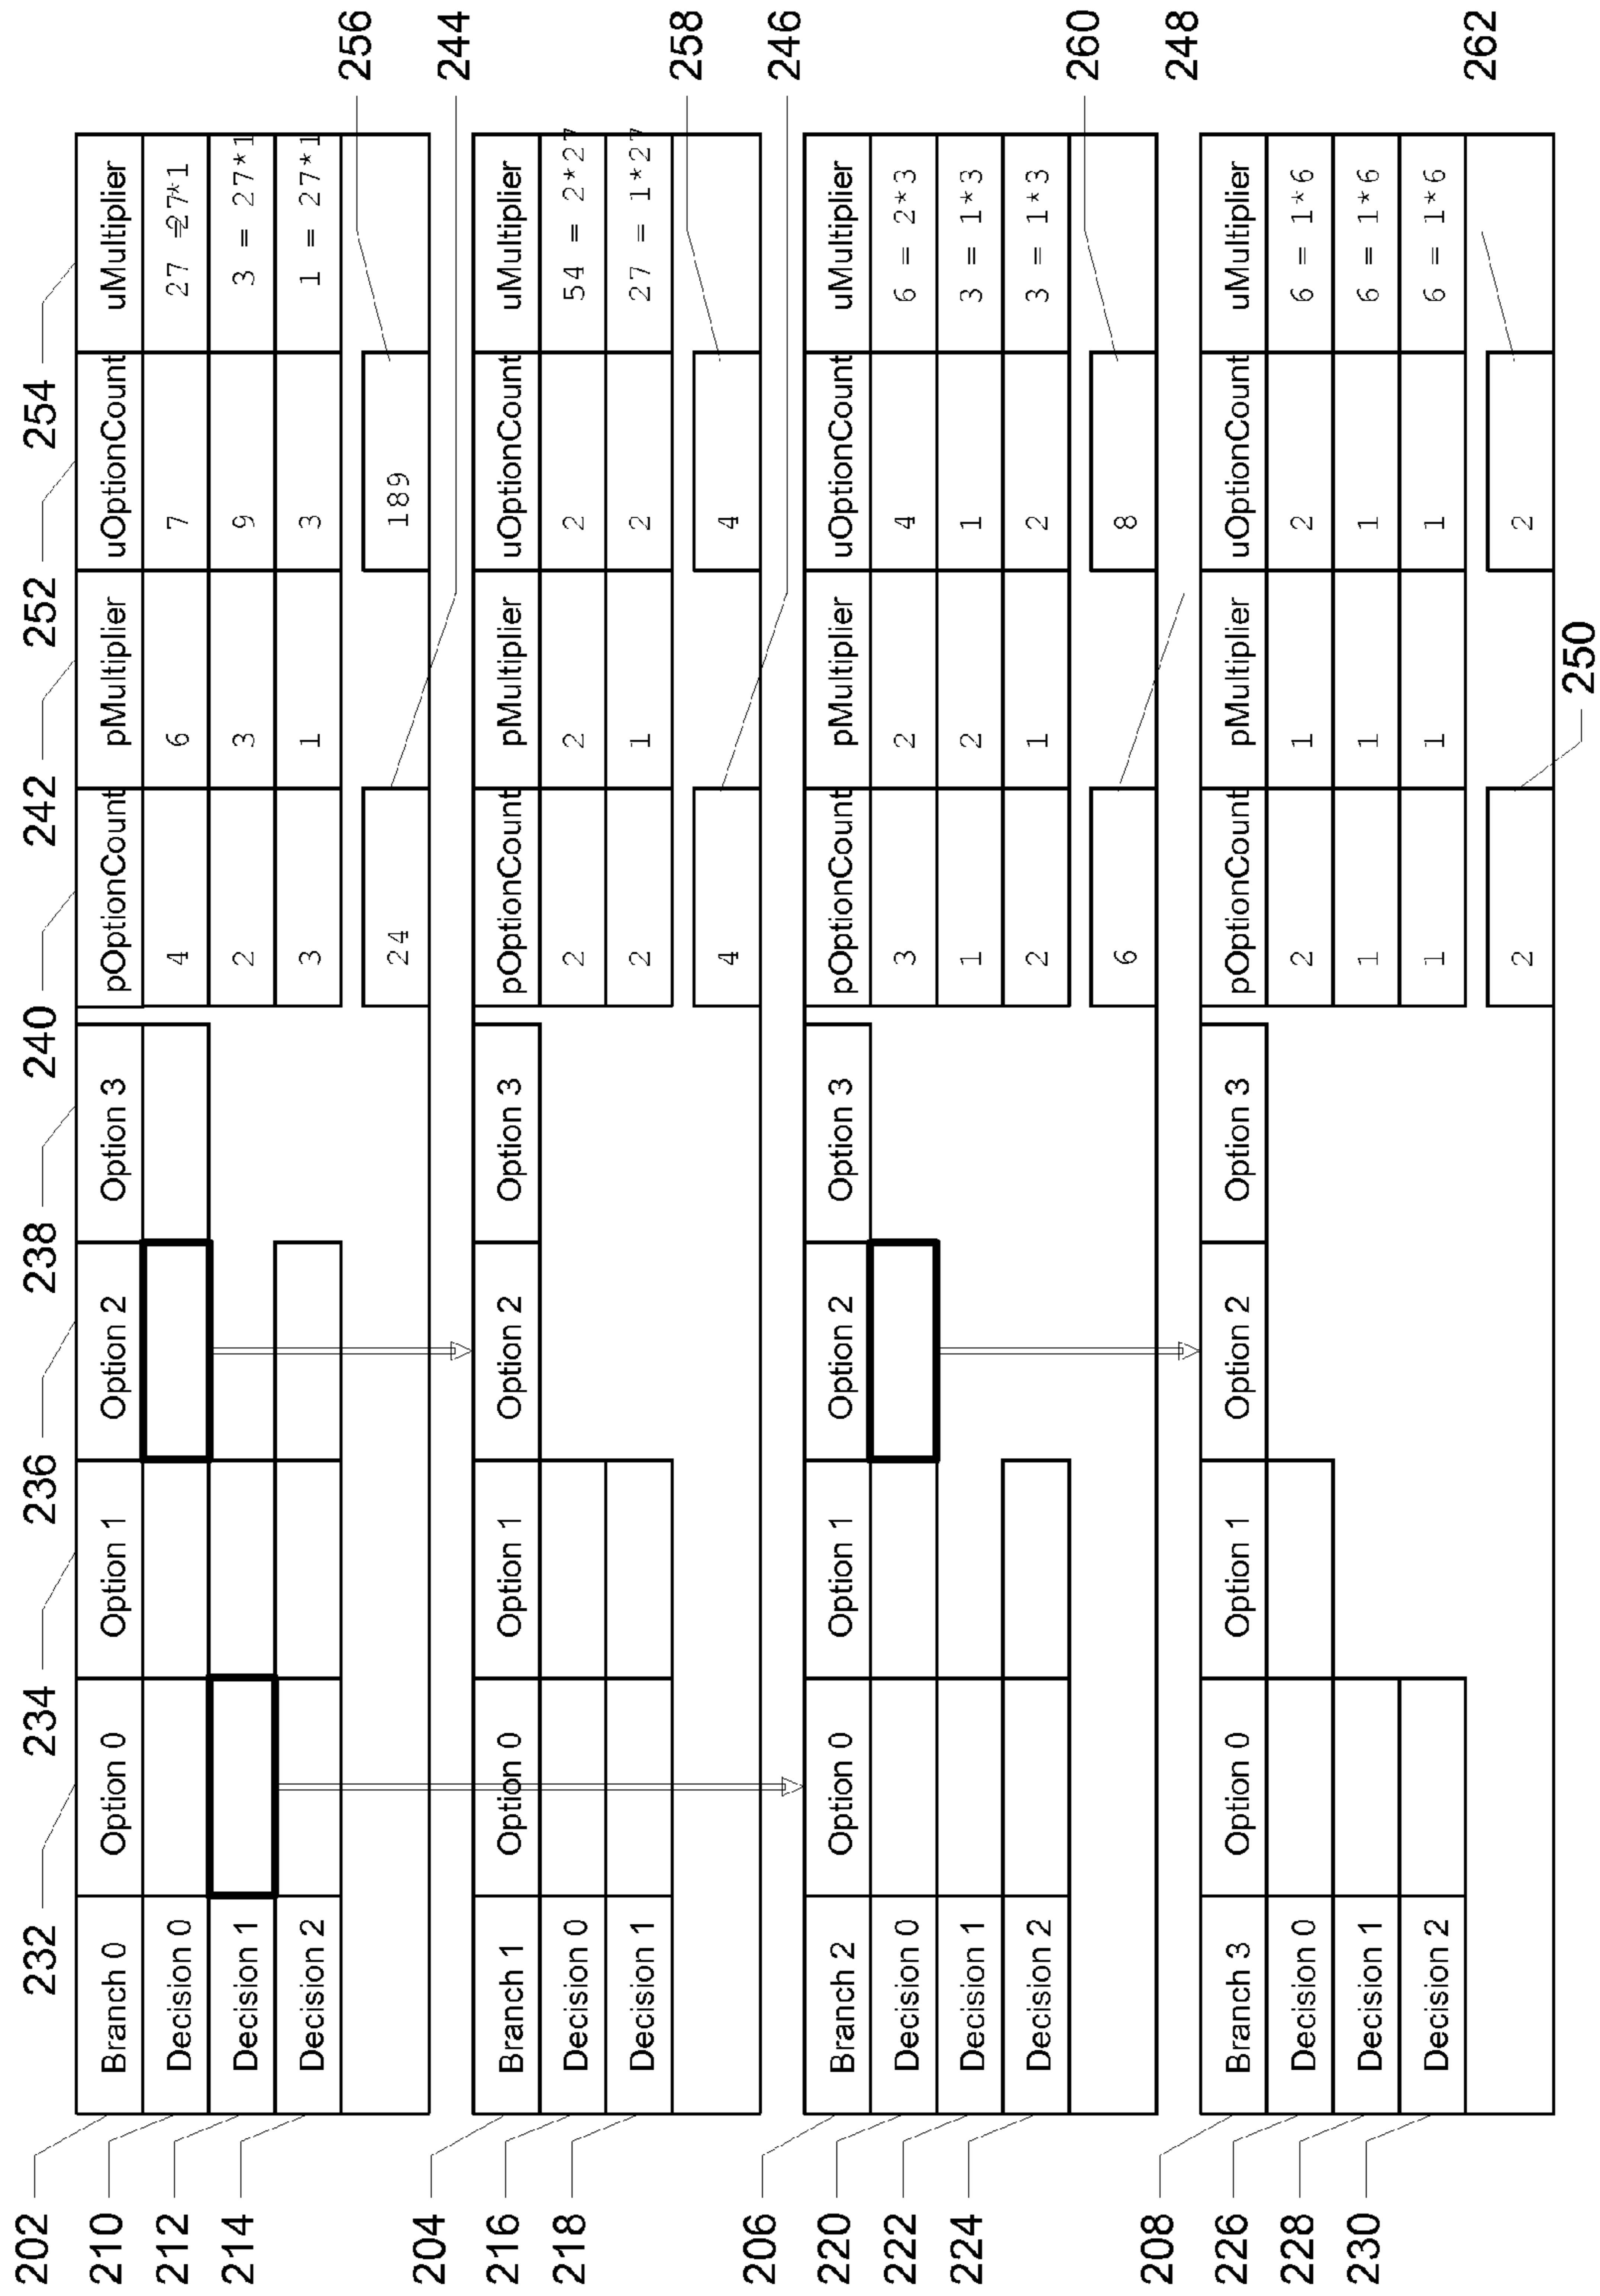 202 232 234 236 238 240 242 252 254
210 Branch 0 Option 0 Option 1 Option 2 Option 3 pOptionCount pMultiplier uOptionCount uMultiplier
212 Decision 0 4 6 7 27 =27*1
214 Decision 1 2 3 9 3 = 27*1
Decision 2 3 1 3 1 = 27*1
256
24 189
204 244
216 Branch 1 Option 0 Option 1 Option 2 Option 3 pOptionCount pMultiplier uOptionCount uMultiplier
218 Decision 0 2 2 2 54 = 2*27
Decision 1 2 1 2 27 = 1*27
258
4 4
206 246
220 Branch 2 Option 0 Option 1 Option 2 Option 3 pOptionCount pMultiplier uOptionCount uMultiplier
222 Decision 0 3 2 4 6 = 2*3
224 Decision 1 1 2 1 3 = 1*3
Decision 2 2 1 2 3 = 1*3
260
6 8
208 248
226 Branch 3 Option 0 Option 1 Option 2 Option 3 pOptionCount pMultiplier uOptionCount uMultiplier
228 Decision 0 2 1 2 6 = 1*6
230 Decision 1 1 1 1 6 = 1*6
Decision 2 1 1 1 6 = 1*6
262
2 2
250